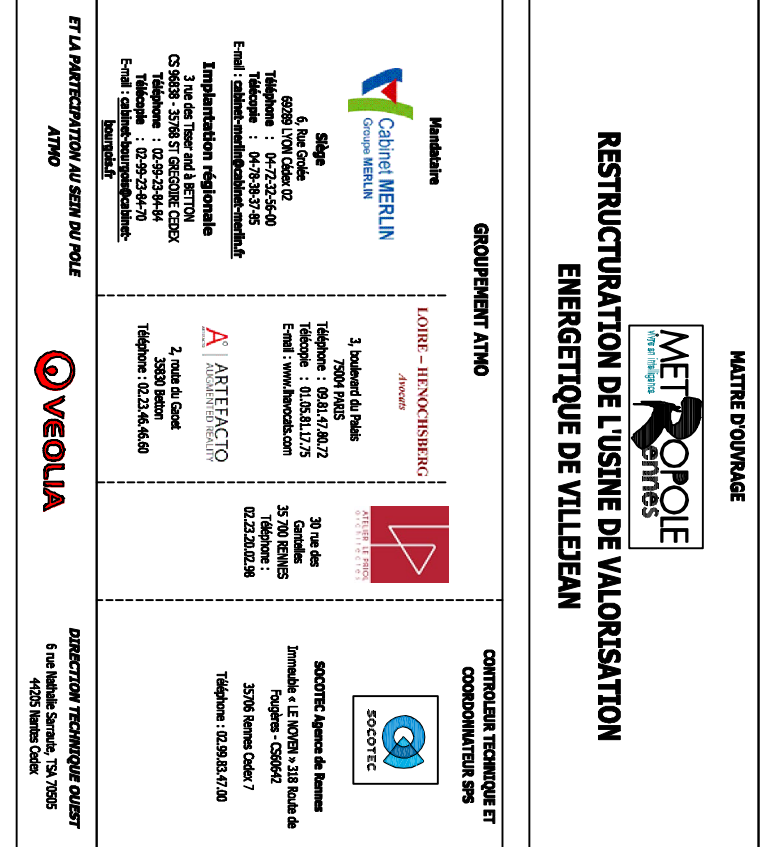 MAITRE D'OUVRAGE
METROPOLE
Rennes
vivre en intelligence
RESTRUCTURATION DE L'USINE DE VALORISATION
ENERGETIQUE DE VILLEJEAN
GROUPEMENT ATMO
Mandataire
Cabinet MERLIN
Groupe MERLIN
Siège
6, Rue Grolée
69289 LYON Cédex 02
Téléphone : 04-72-32-56-00
Télécopie : 04-78-38-37-85
E-mail : cabinet-merlin@cabinet-merlin.fr
Implantation régionale
3 rue des Tisser and à BETTON
CS 96838 - 35768 ST GREGOIRE CEDEX
Téléphone : 02-99-23-84-84
Télécopie : 02-99-23-84-70
E-mail : cabinet-bourgois@cabinet-
bourgois.fr
LOIRE – HENOCHSBERG
Avocats
3, boulevard du Palais
75004 PARIS
Téléphone : 09.81.47.80.72
Télécopie : 01.05.81.17.75
E-mail : www.lhavocats.com
A°
ARTEFACTO
ARTEFACTO
AUGMENTED REALITY
2, route du Gacet
35830 Betton
Téléphone : 02.23.46.46.60
ATELIER LE PRIOL
architectes
30 rue des
Gantelles
35 700 RENNES
Téléphone :
02.23.20.02.98
CONTROLEUR TECHNIQUE ET
COORDONNATEUR SPS
SOCOTEC
SOCOTEC Agence de Rennes
Immeuble « LE NOVEN » 318 Route de
Fougères - CS60642
35706 Rennes Cedex 7
Téléphone : 02.99.83.47.00
ET LA PARTECIPATION AU SEIN DU POLE
ATMO
VEOLIA
DIRECTION TECHNIQUE OUEST
6 rue Nathalie Sarraute, TSA 70505
44205 Nantes Cedex